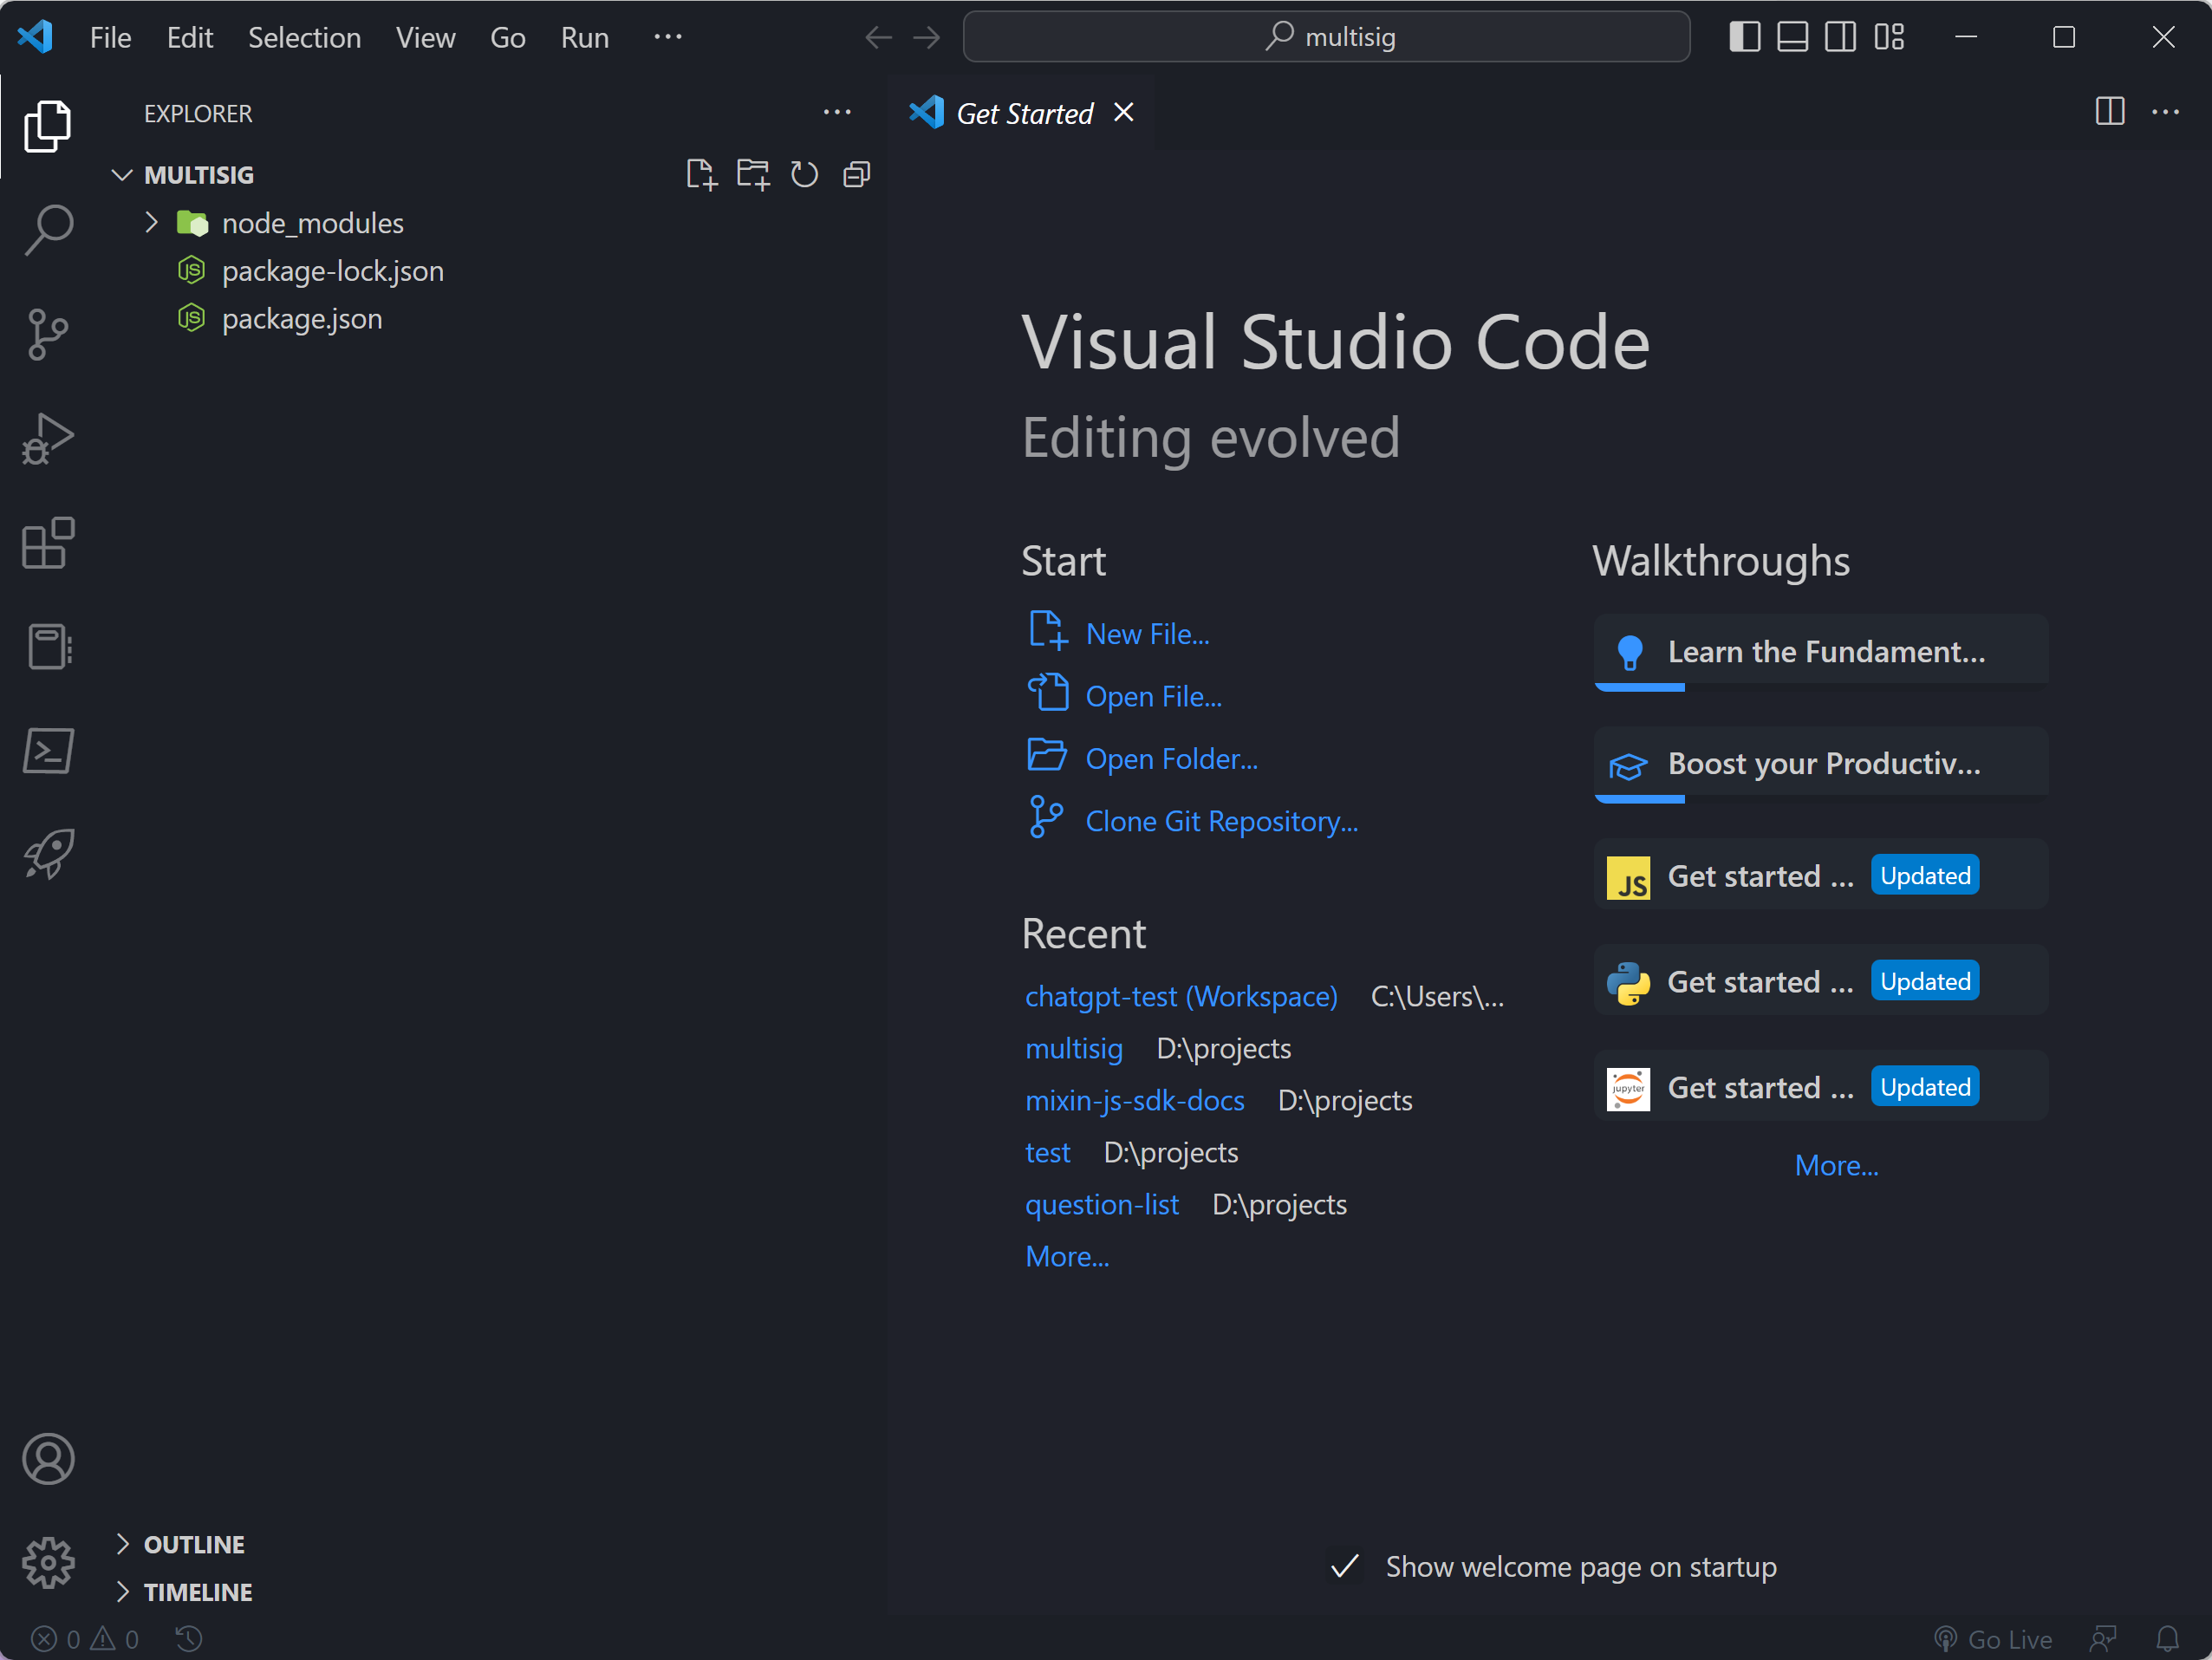 File Edit Selection View Go Run ···
multisig
EXPLORER
MULTISIG
node_modules
package-lock.json
package.json
OUTLINE
TIMELINE
Get Started
Visual Studio Code
Editing evolved
Start
New File...
Open File...
Open Folder...
Clone Git Repository...
Recent
chatgpt-test (Workspace) C:\Users\...
multisig D:\projects
mixin-js-sdk-docs D:\projects
test D:\projects
question-list D:\projects
More...
Walkthroughs
Learn the Fundament...
Boost your Productiv...
JS Get started ... Updated
Get started ... Updated
jupyter Get started ... Updated
More...
Show welcome page on startup
0 0
Go Live